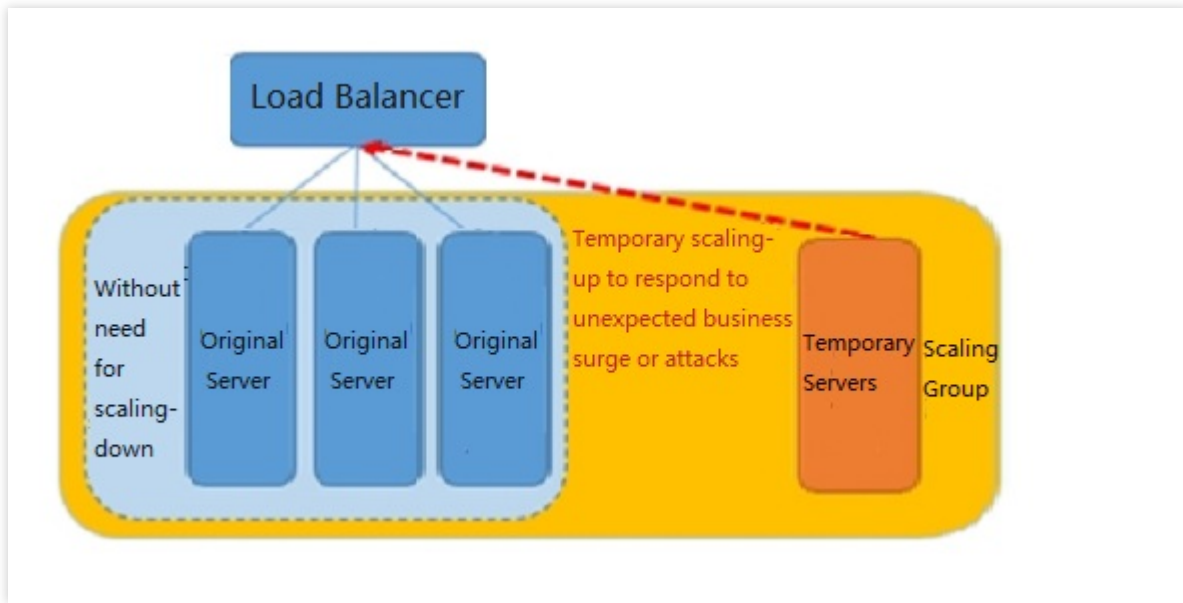 Load Balancer
Without
need
for
scaling-
down
Original
Server
Original
Server
Original
Server
Temporary scaling-
up to respond to
unexpected business
surge or attacks
Temporary
Servers
Scaling
Group